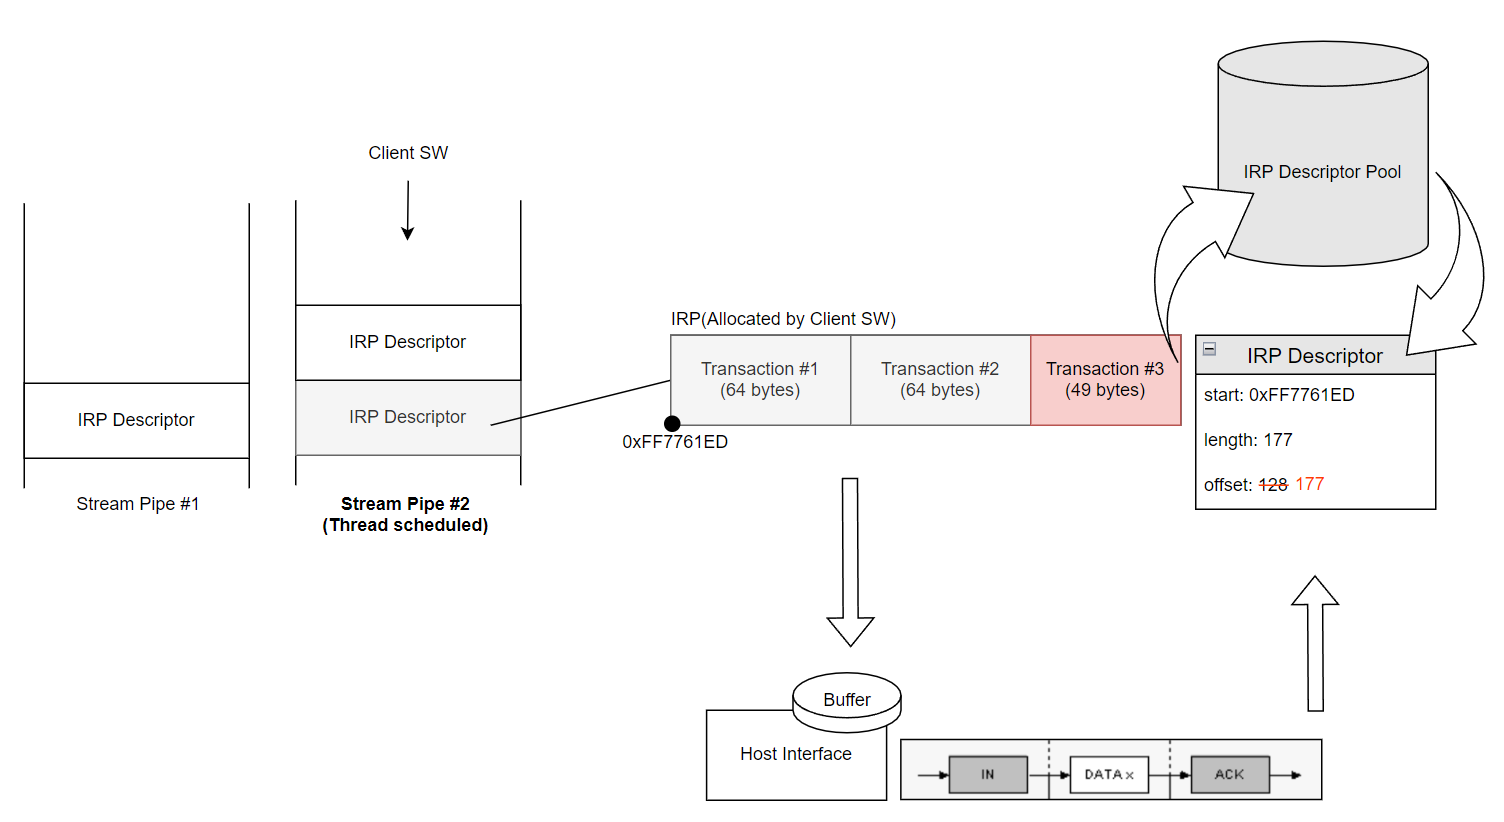 Client SW
IRP Descriptor Pool
IRP(Allocated by Client SW)
IRP Descriptor
IRP Descriptor
IRP Descriptor
Transaction #1
(64 bytes)
Transaction #2
(64 bytes)
Transaction #3
(49 bytes)
0xFF7761ED
IRP Descriptor
start: 0xFF7761ED
length: 177
offset: 128 177
Stream Pipe #1
Stream Pipe #2
(Thread scheduled)
Buffer
Host Interface
IN
DATAx
ACK